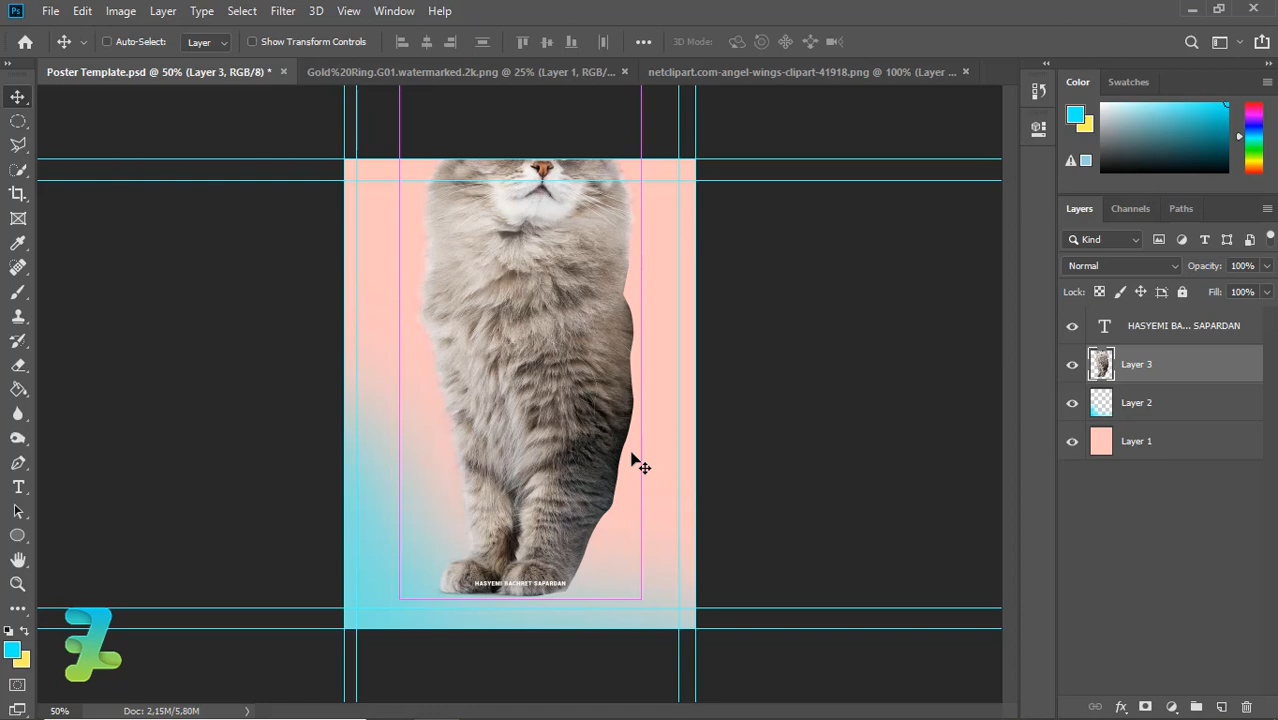 Ps File Edit Image Layer Type Select Filter 3D View Window Help
Auto-Select: Layer Show Transform Controls 3D Mode:
Poster Template.psd @ 50% (Layer 3, RGB/8) * Gold%20Ring.G01.watermarked.2k.png @ 25% (Layer 1, RGB/... netclipart.com-angel-wings-clipart-41918.png @ 100% (Layer ...
Color Swatches
Layers Channels Paths
Kind
Normal Opacity: 100%
Lock: Fill: 100%
T HASYEMI BA... SAPARDAN
Layer 3
Layer 2
Layer 1
HASYEMI BACHRET SAPARDAN
50% Doc: 2,15M/5,80M